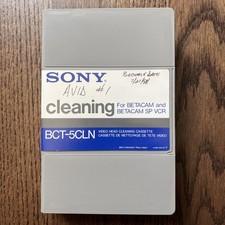 SONY
AVID #1
cleaning
For BETACAM and
BETACAM SP VCR
BCT-5CLN
VIDEO HEAD CLEANING CASSETTE
CASSETTE DE NETTOYAGE DE TETE VIDEO